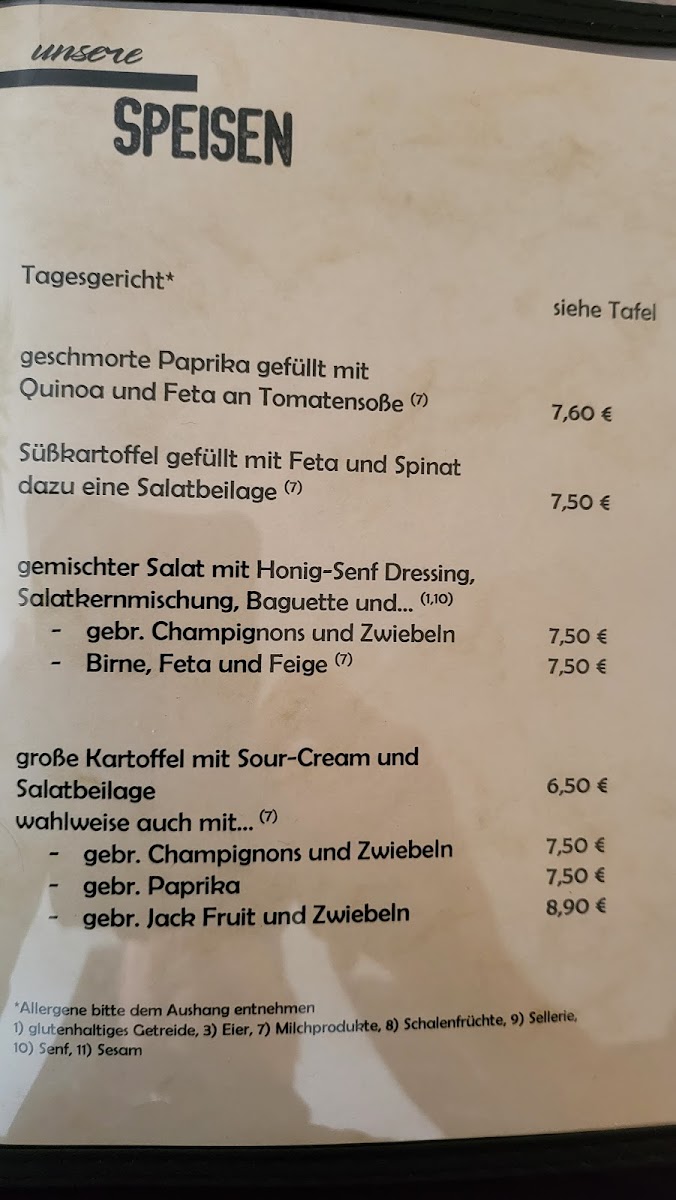 unsere
SPEISEN
Tagesgericht*
siehe Tafel
geschmorte Paprika gefüllt mit
Quinoa und Feta an Tomatensoße (7)
7,60 €
Süßkartoffel gefüllt mit Feta und Spinat
dazu eine Salatbeilage (7)
7,50 €
gemischter Salat mit Honig-Senf Dressing,
Salatkernmischung, Baguette und... (1,10)
- gebr. Champignons und Zwiebeln 7,50 €
- Birne, Feta und Feige (7) 7,50 €
große Kartoffel mit Sour-Cream und
Salatbeilage 6,50 €
wahlweise auch mit... (7)
- gebr. Champignons und Zwiebeln 7,50 €
- gebr. Paprika 7,50 €
- gebr. Jack Fruit und Zwiebeln 8,90 €
*Allergene bitte dem Aushang entnehmen
1) glutenhaltiges Getreide, 3) Eier, 7) Milchprodukte, 8) Schalenfrüchte, 9) Sellerie,
10) Senf, 11) Sesam